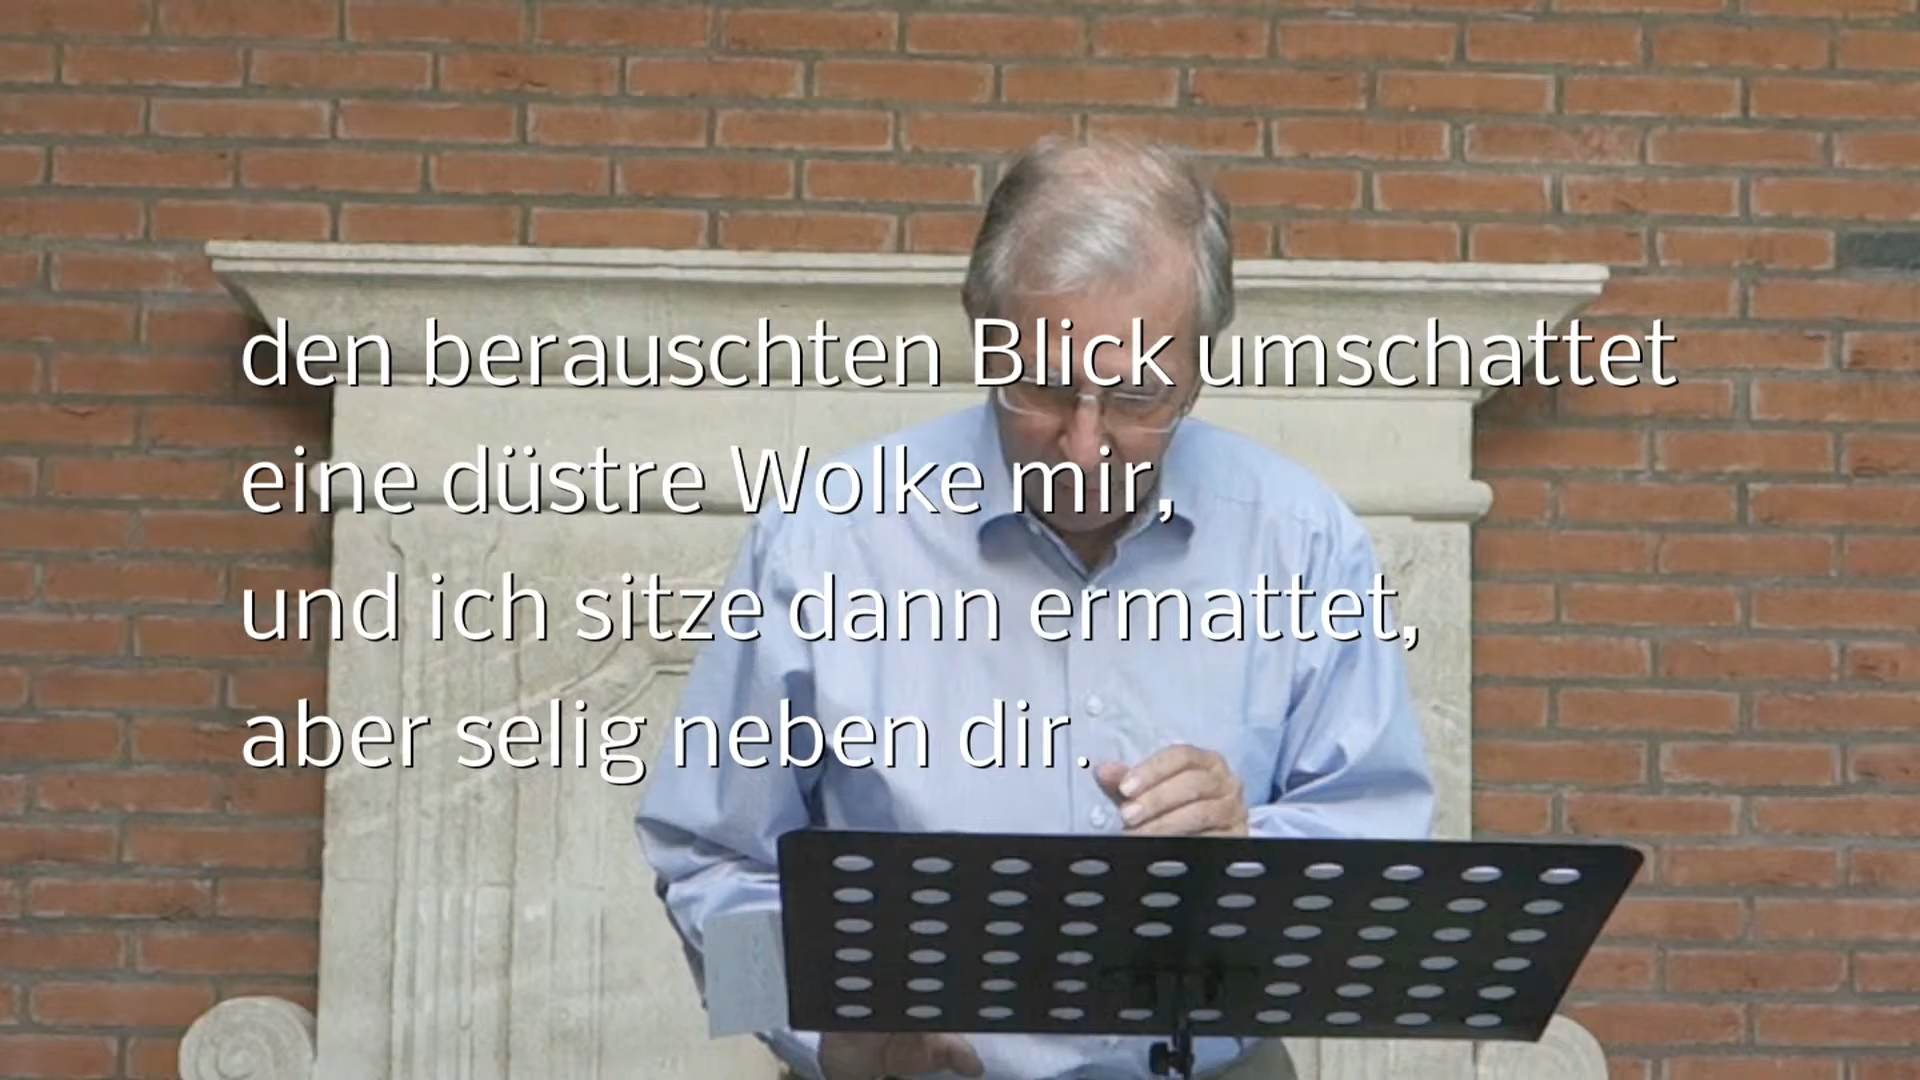 den berauschten Blick umschattet
eine düstre Wolke mir,
und ich sitze dann ermattet,
aber selig neben dir.